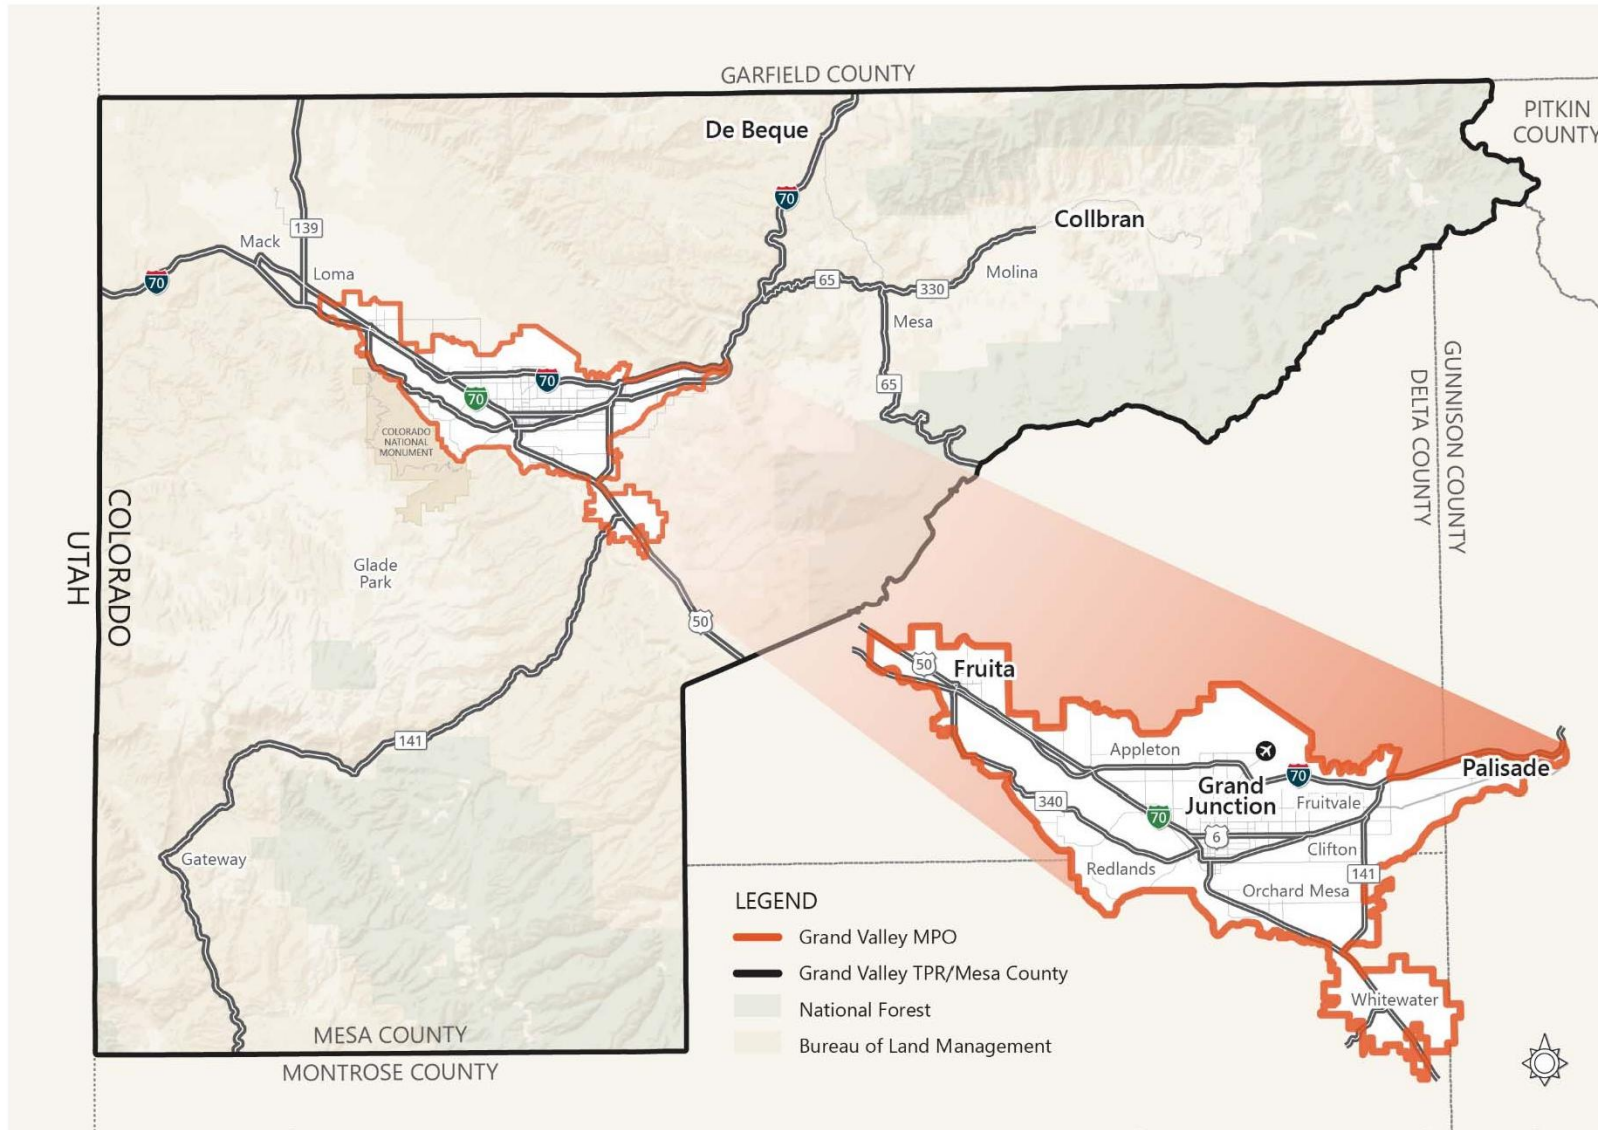 GARFIELD COUNTY
PITKIN
COUNTY
De Beque
70
Collbran
139
Mack
Loma
70
65
330
Molina
Mesa
70
70
65
COLORADO
NATIONAL
MONUMENT
GUNNISON COUNTY
DELTA COUNTY
COLORADO
UTAH
Glade
Park
50
50
Fruita
141
Appleton
Palisade
70
Grand
Junction
340
Fruitvale
70
6
Clifton
Gateway
Redlands
141
Orchard Mesa
Whitewater
LEGEND
Grand Valley MPO
Grand Valley TPR/Mesa County
National Forest
Bureau of Land Management
MESA COUNTY
MONTROSE COUNTY